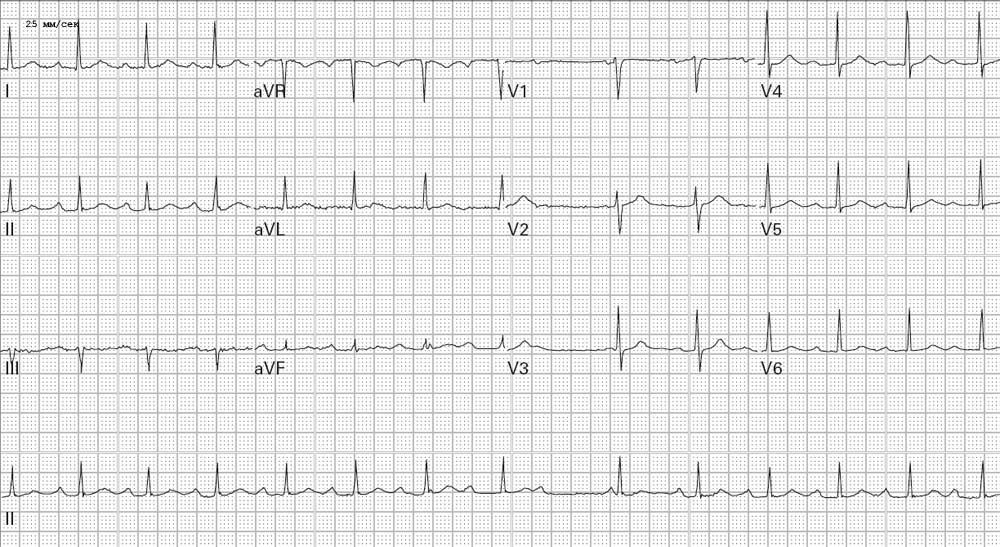 25 мм/сек
I aVR V1 V4
II aVL V2 V5
III aVF V3 V6
II